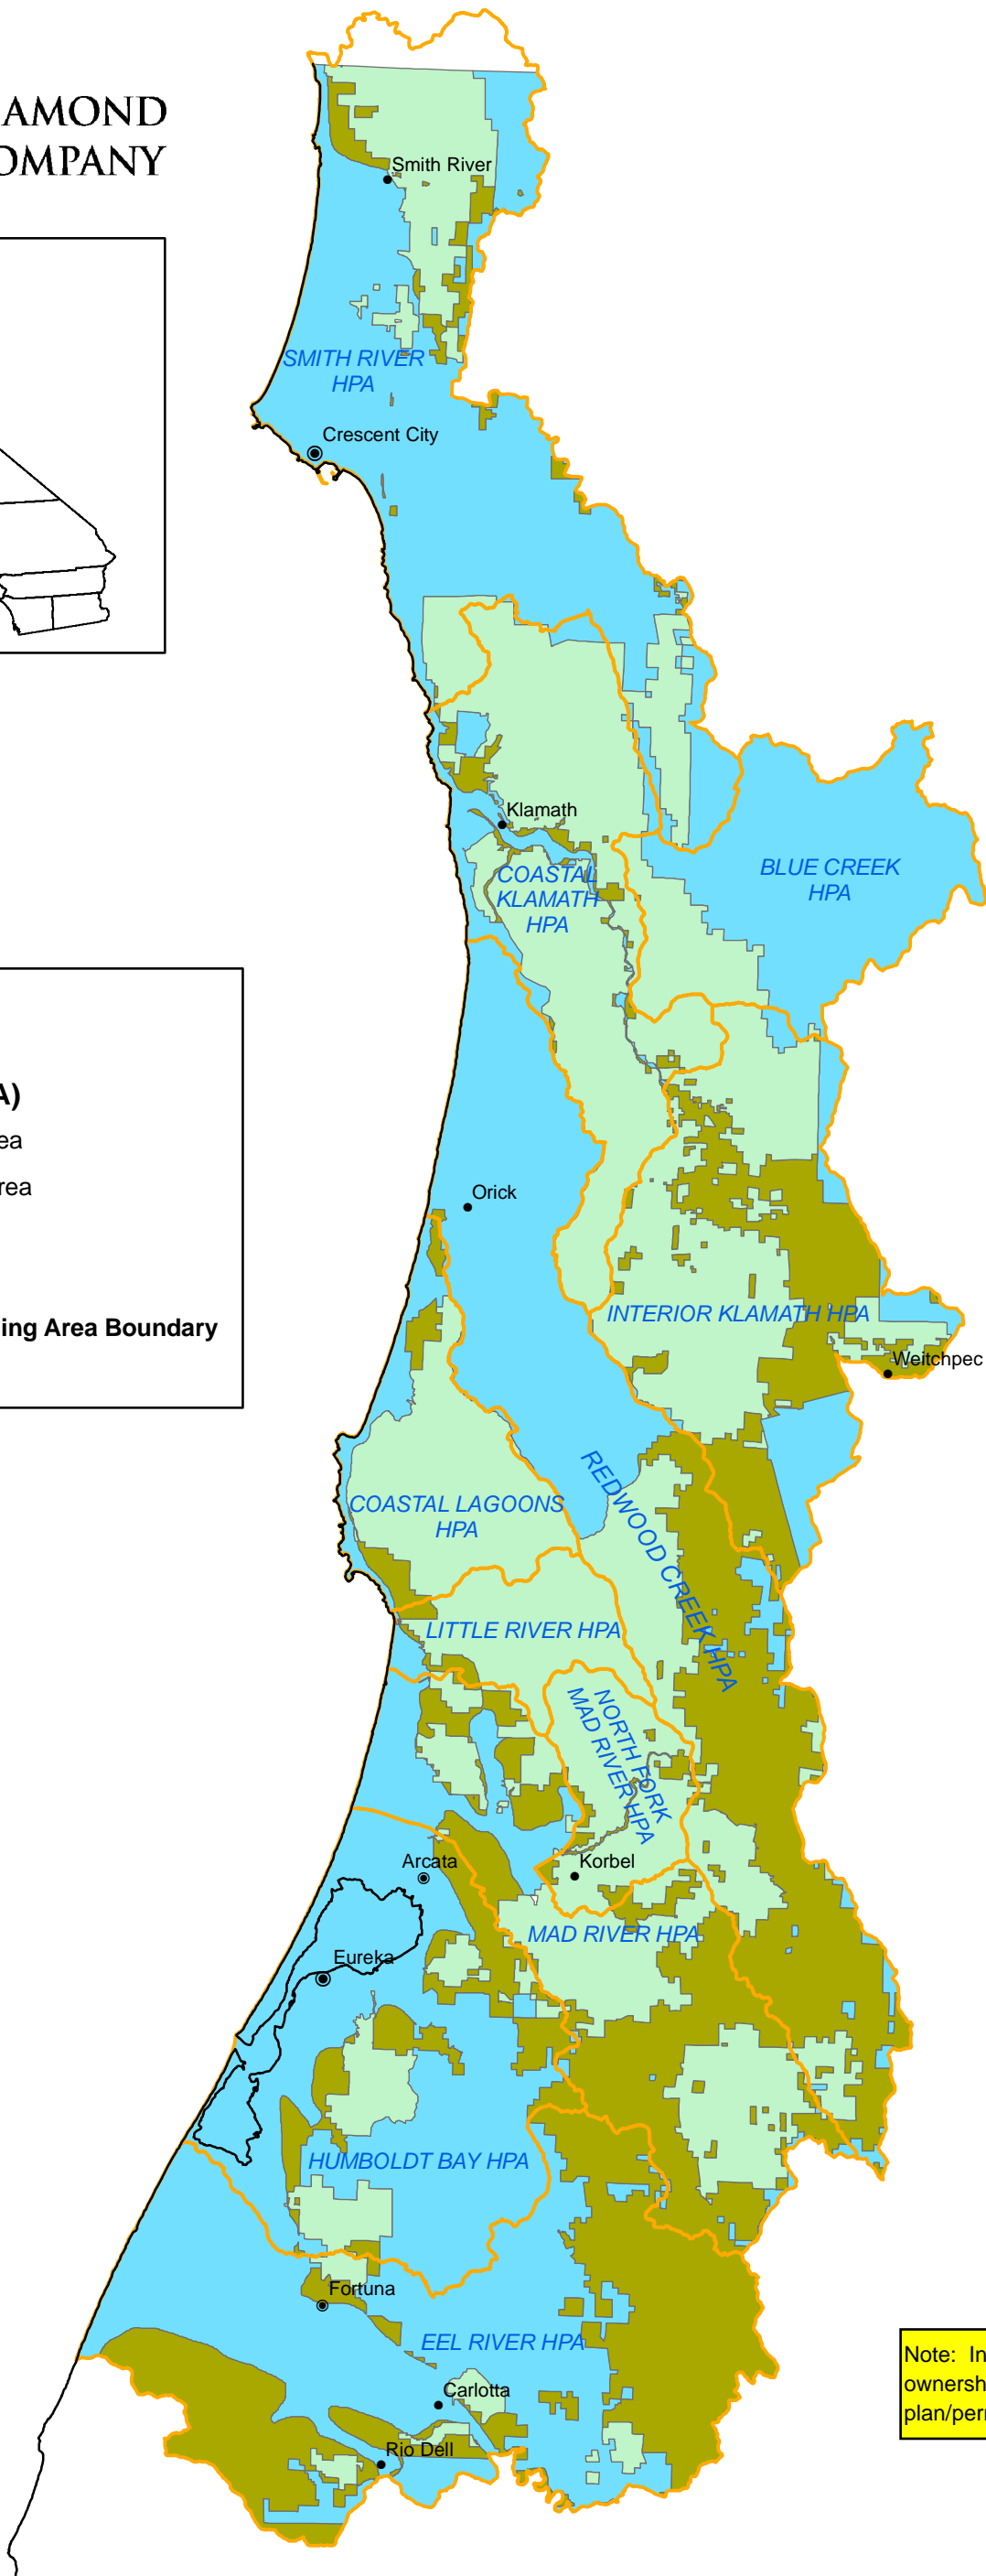 AMOND
OMPANY
Smith River
SMITH RIVER
HPA
Crescent City
Klamath
COASTAL
KLAMATH
HPA
BLUE CREEK
HPA
A)
ea
rea
ing Area Boundary
Orick
INTERIOR KLAMATH HPA
Weitchpec
REDWOOD CREEK HPA
COASTAL LAGOONS
HPA
LITTLE RIVER HPA
NORTH FORK
MAD RIVER HPA
Arcata
Korbel
MAD RIVER HPA
Eureka
HUMBOLDT BAY HPA
Fortuna
EEL RIVER HPA
Carlotta
Rio Dell
Note: In
ownersh
plan/perr